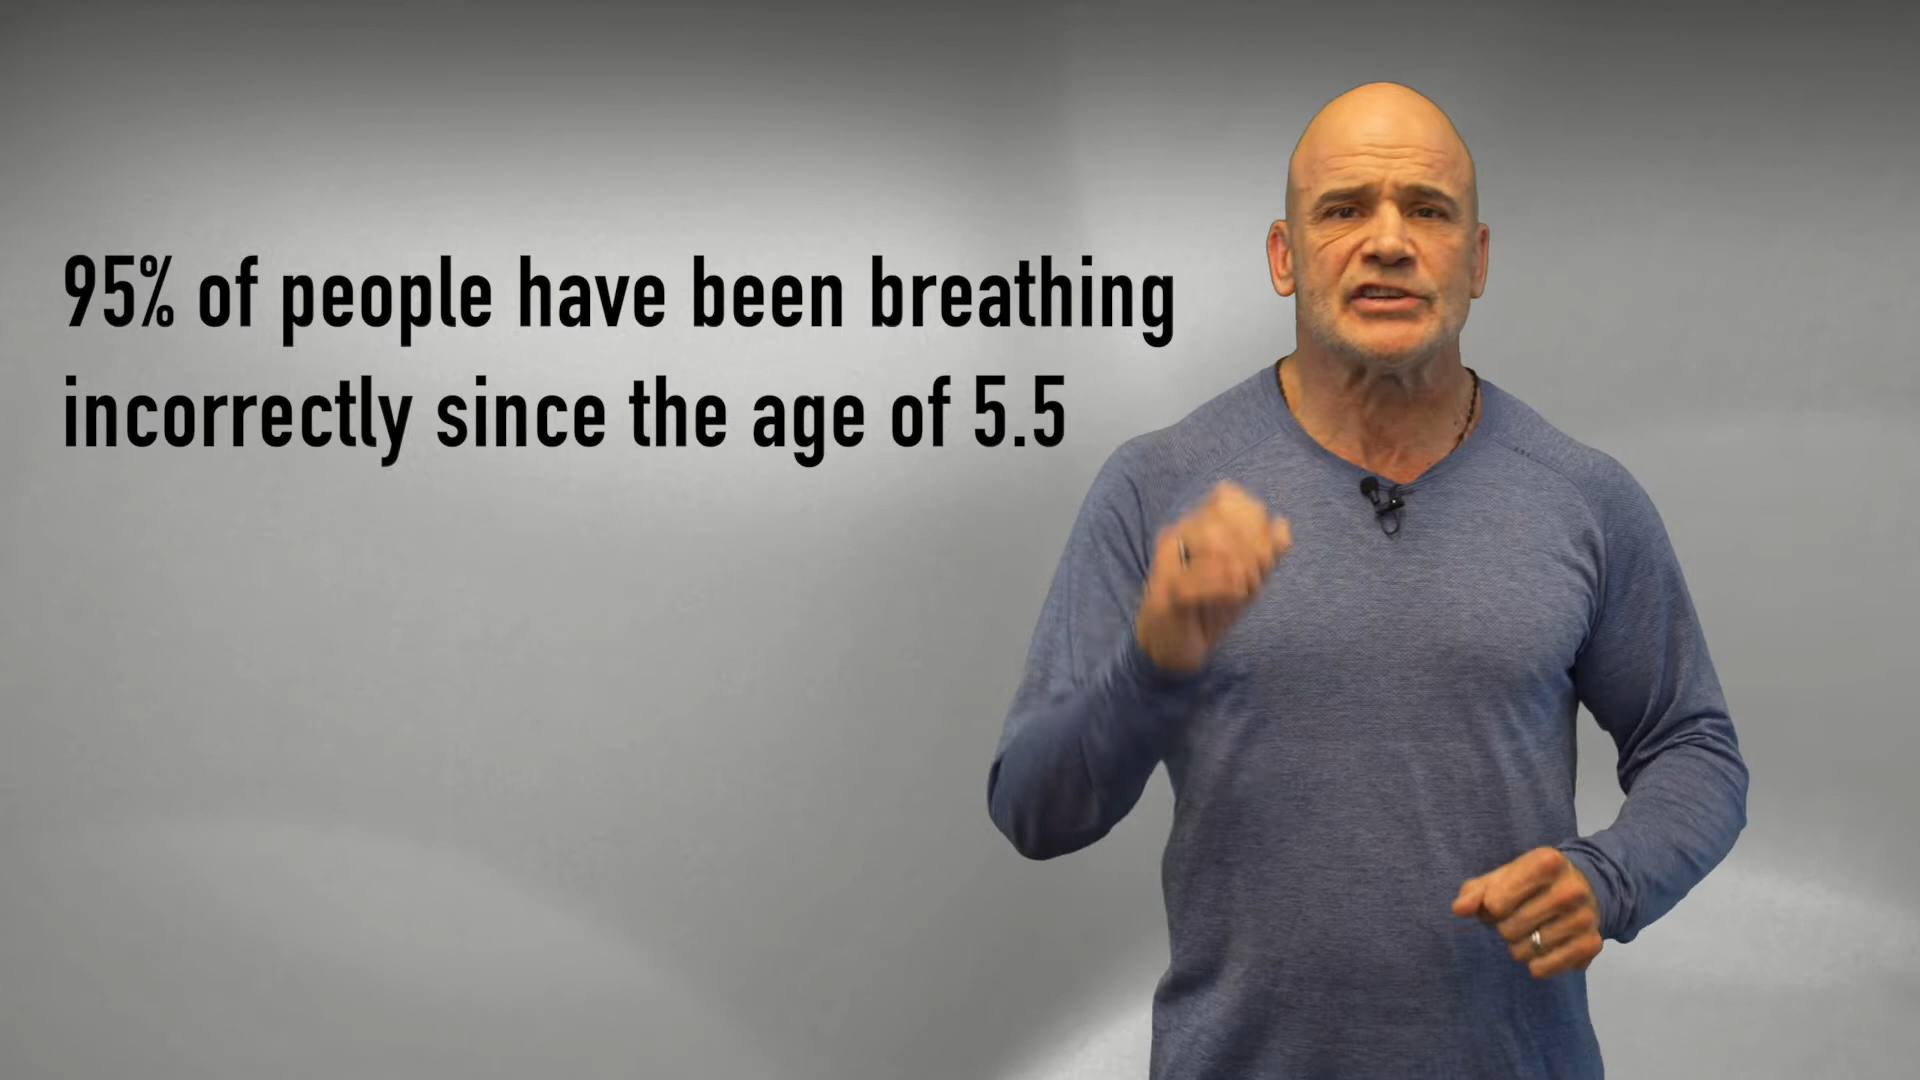 95% of people have been breathing
incorrectly since the age of 5.5